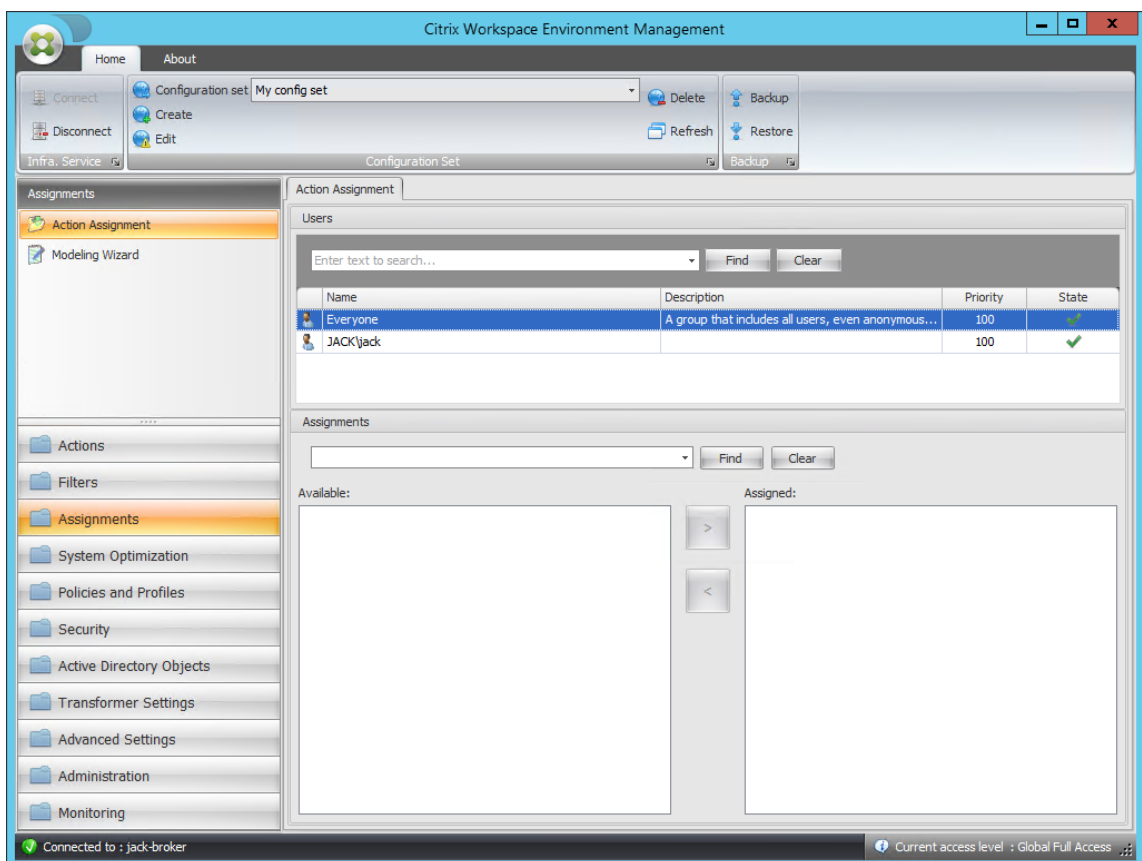 Citrix Workspace Environment Management
Home About
Connect
Disconnect
Infra. Service
Configuration set My config set
Create
Edit
Delete
Refresh
Configuration Set
Backup
Restore
Backup
Assignments
Action Assignment
Modeling Wizard
Actions
Filters
Assignments
System Optimization
Policies and Profiles
Security
Active Directory Objects
Transformer Settings
Advanced Settings
Administration
Monitoring
Action Assignment
Users
Enter text to search... Find Clear
Name Description Priority State
Everyone A group that includes all users, even anonymous... 100
JACK\jack 100
Assignments
Find Clear
Available: Assigned:
>
<
Connected to : jack-broker Current access level : Global Full Access